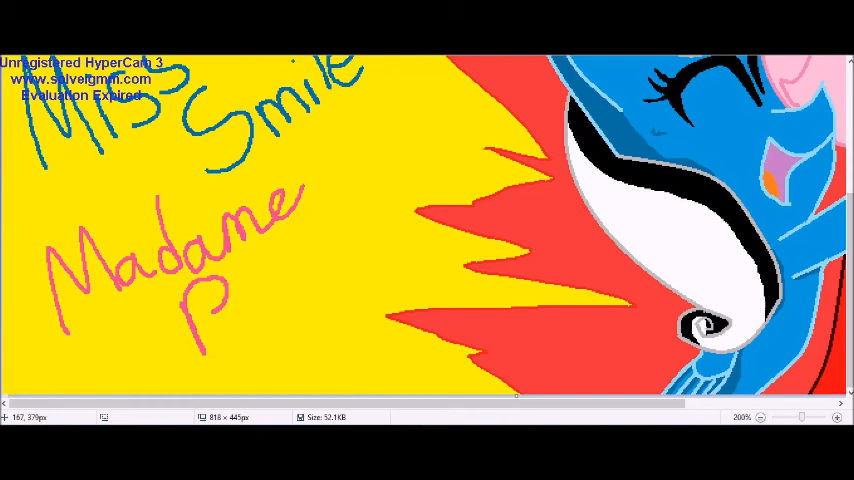 Unregistered HyperCam 3
www.solveigmm.com
Evaluation Expired
Miss
Smile
Madame
P
167, 379px
818 × 445px
Size: 52.1KB
200%